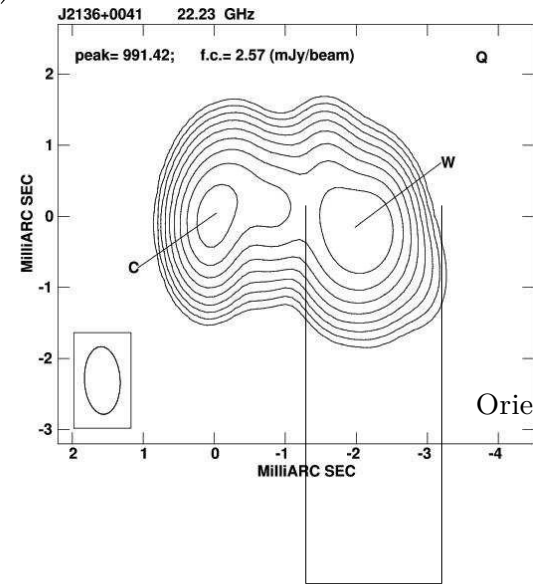 J2136+0041 22.23 GHz
peak= 991.42; f.c.= 2.57 (mJy/beam) Q
2
1
W
0
MilliARC SEC
C
-1
-2
Orie
-3
2 1 0 -1 -2 -3 -4
MilliARC SEC